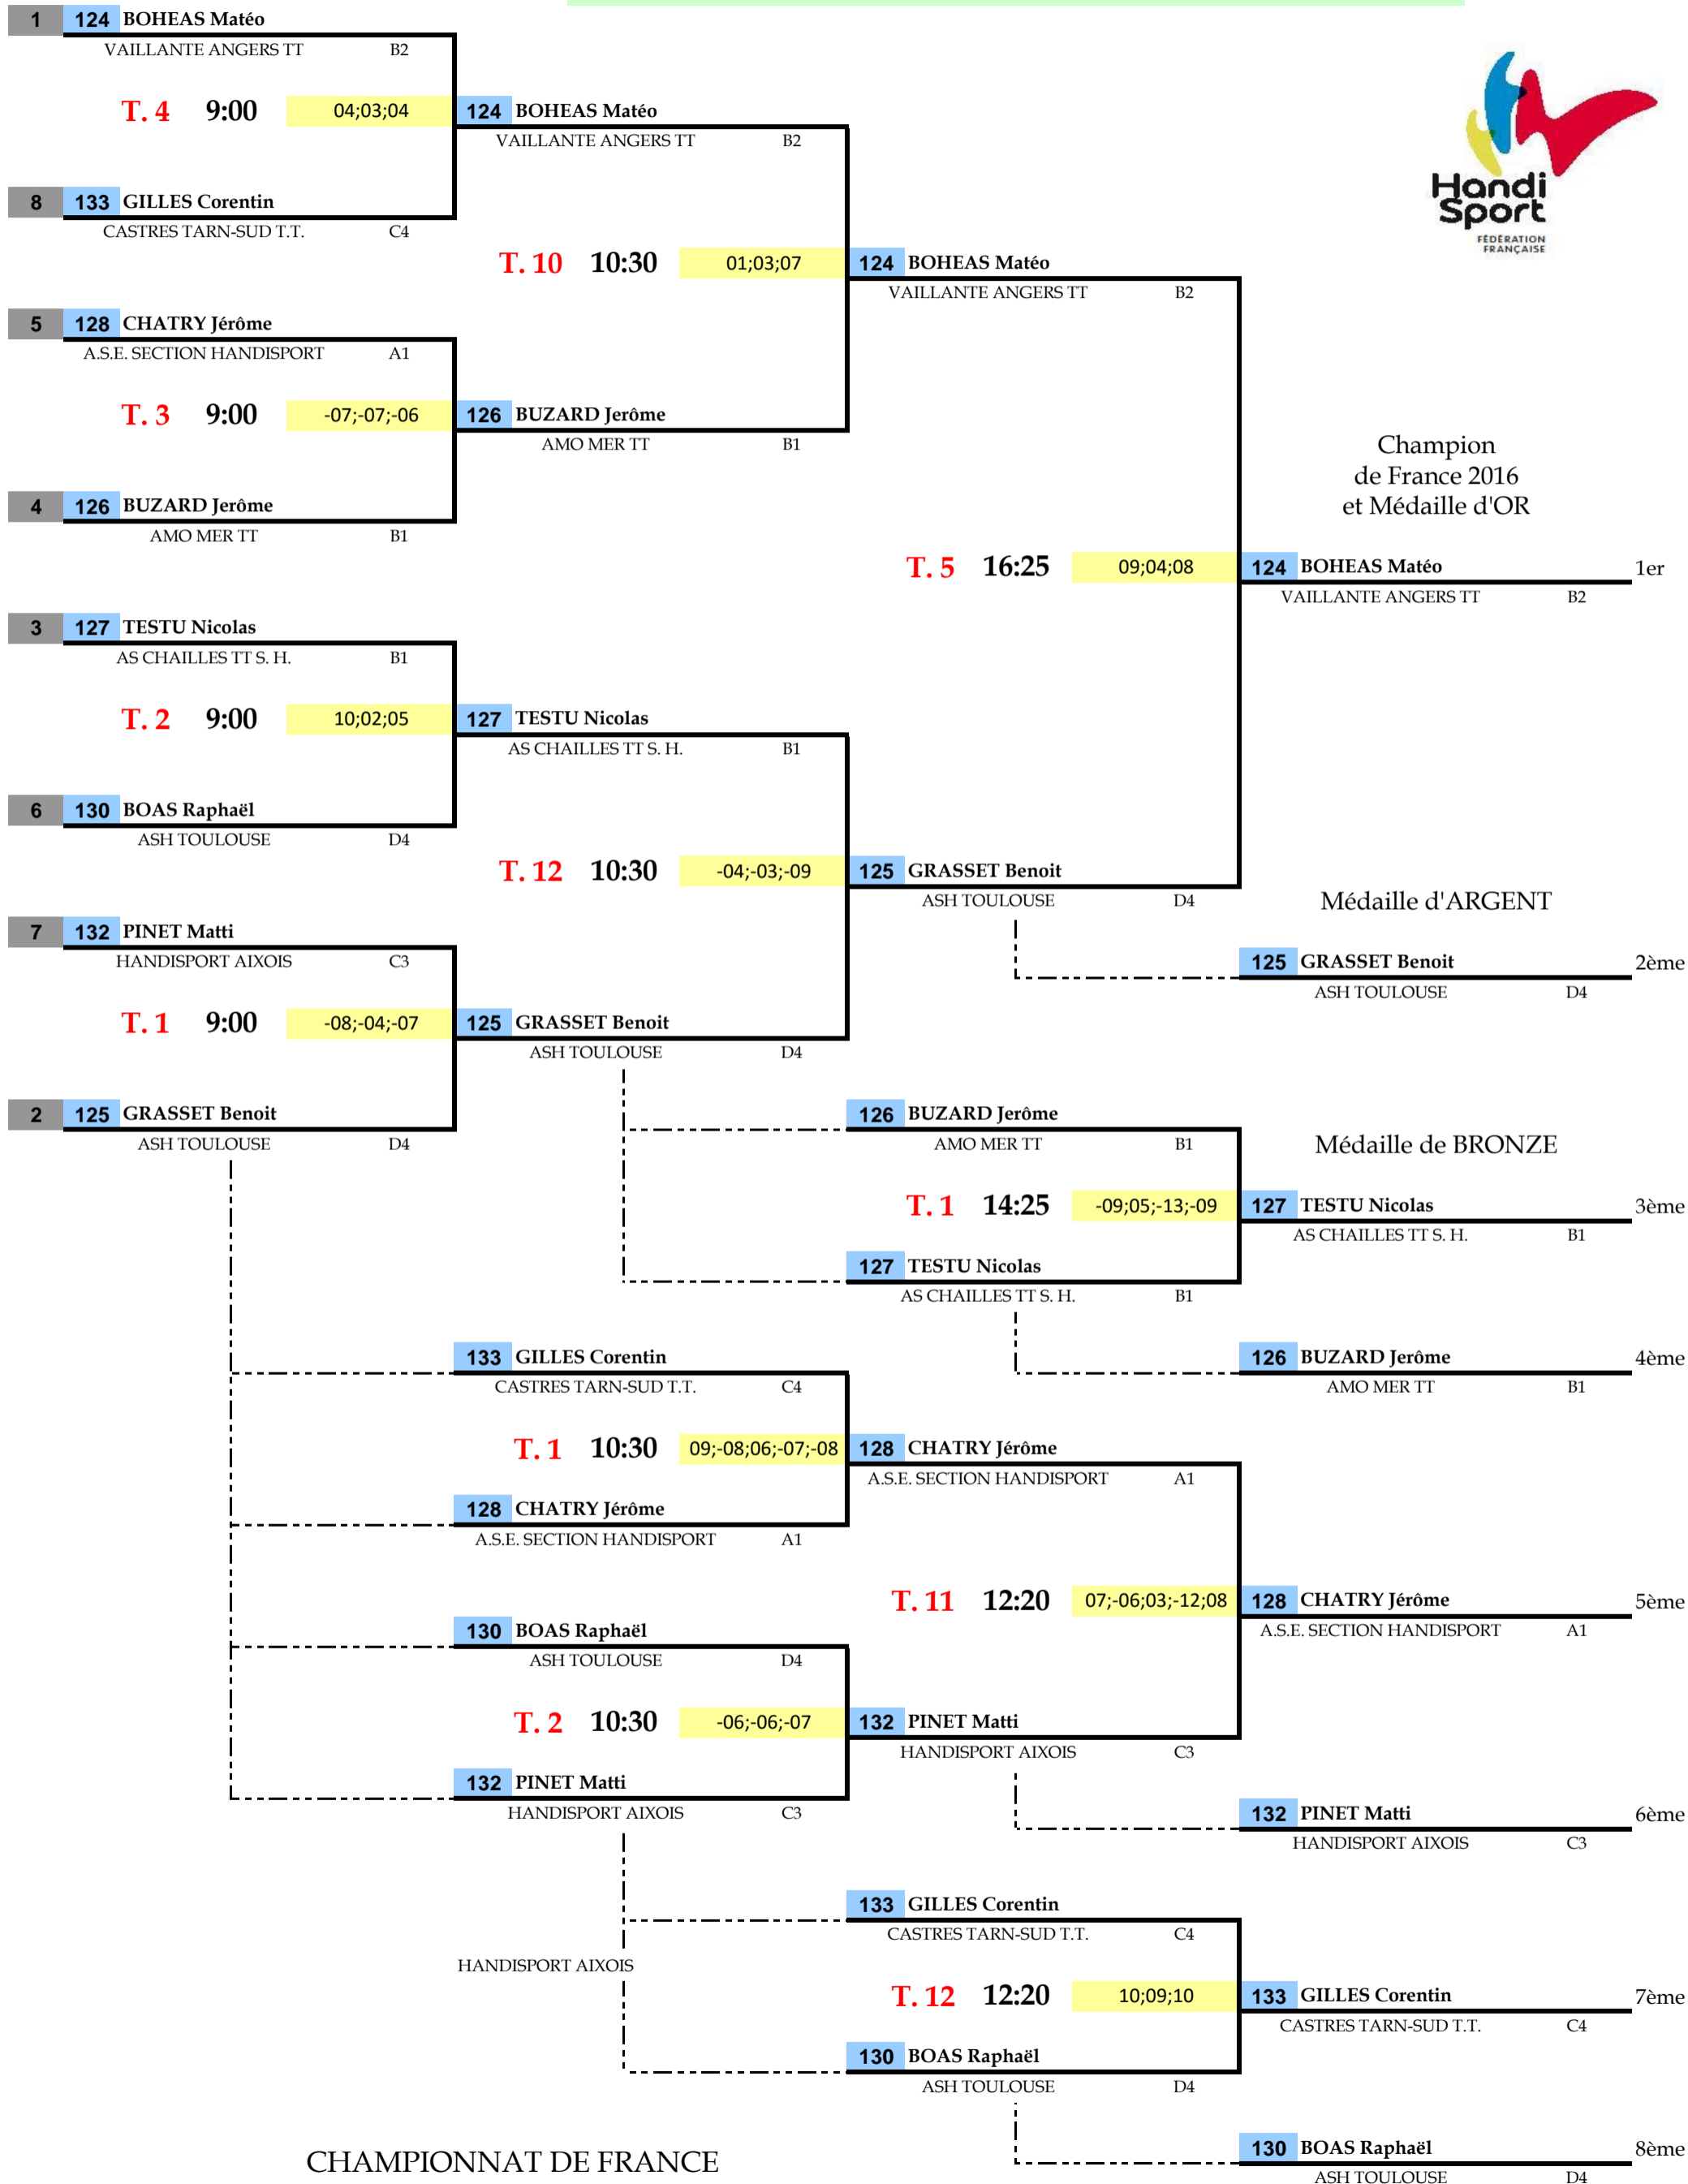 1 124 BOHEAS Matéo
VAILLANTE ANGERS TT B2
T. 4 9:00 04;03;04
124 BOHEAS Matéo
VAILLANTE ANGERS TT B2
8 133 GILLES Corentin
CASTRES TARN-SUD T.T. C4
Handi
Sport
FÉDÉRATION
FRANÇAISE
T. 10 10:30 01;03;07
124 BOHEAS Matéo
VAILLANTE ANGERS TT B2
5 128 CHATRY Jérôme
A.S.E. SECTION HANDISPORT A1
T. 3 9:00 -07;-07;-06
126 BUZARD Jerôme
AMO MER TT B1
4 126 BUZARD Jerôme
AMO MER TT B1
Champion
de France 2016
et Médaille d'OR
T. 5 16:25 09;04;08
124 BOHEAS Matéo 1er
VAILLANTE ANGERS TT B2
3 127 TESTU Nicolas
AS CHAILLES TT S. H. B1
T. 2 9:00 10;02;05
127 TESTU Nicolas
AS CHAILLES TT S. H. B1
6 130 BOAS Raphaël
ASH TOULOUSE D4
T. 12 10:30 -04;-03;-09
125 GRASSET Benoit
ASH TOULOUSE D4
Médaille d'ARGENT
7 132 PINET Matti
HANDISPORT AIXOIS C3
125 GRASSET Benoit 2ème
ASH TOULOUSE D4
T. 1 9:00 -08;-04;-07
125 GRASSET Benoit
ASH TOULOUSE D4
2 125 GRASSET Benoit
ASH TOULOUSE D4
126 BUZARD Jerôme
AMO MER TT B1
Médaille de BRONZE
T. 1 14:25 -09;05;-13;-09
127 TESTU Nicolas 3ème
AS CHAILLES TT S. H. B1
127 TESTU Nicolas
AS CHAILLES TT S. H. B1
133 GILLES Corentin
CASTRES TARN-SUD T.T. C4
126 BUZARD Jerôme 4ème
AMO MER TT B1
T. 1 10:30 09;-08;06;-07;-08
128 CHATRY Jérôme
A.S.E. SECTION HANDISPORT A1
128 CHATRY Jérôme
A.S.E. SECTION HANDISPORT A1
T. 11 12:20 07;-06;03;-12;08
128 CHATRY Jérôme 5ème
A.S.E. SECTION HANDISPORT A1
130 BOAS Raphaël
ASH TOULOUSE D4
T. 2 10:30 -06;-06;-07
132 PINET Matti
HANDISPORT AIXOIS C3
132 PINET Matti
HANDISPORT AIXOIS C3
132 PINET Matti 6ème
HANDISPORT AIXOIS C3
133 GILLES Corentin
CASTRES TARN-SUD T.T. C4
HANDISPORT AIXOIS
T. 12 12:20 10;09;10
133 GILLES Corentin 7ème
CASTRES TARN-SUD T.T. C4
130 BOAS Raphaël
ASH TOULOUSE D4
130 BOAS Raphaël 8ème
ASH TOULOUSE D4
CHAMPIONNAT DE FRANCE